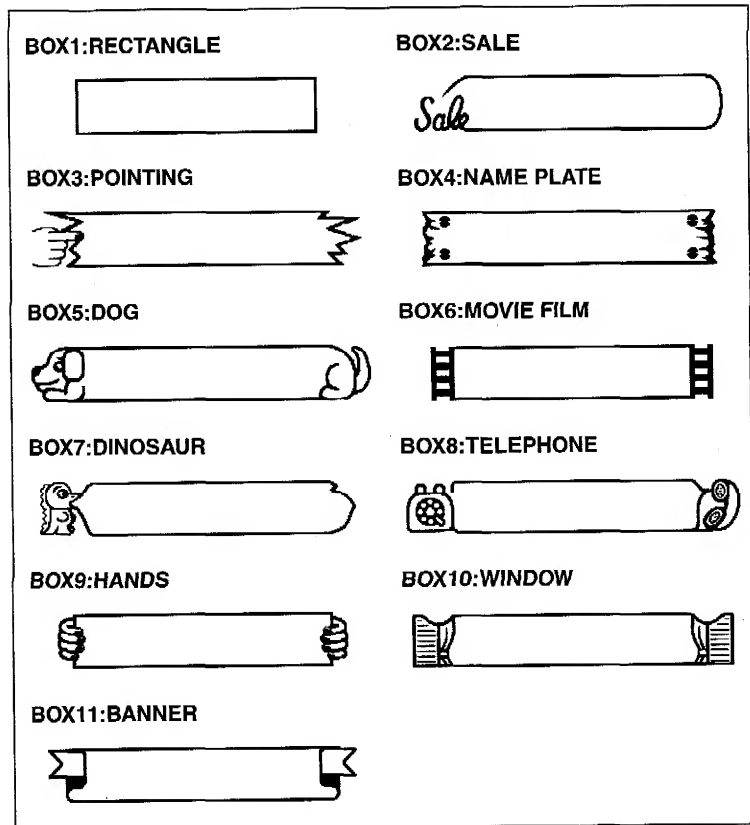 BOX1:RECTANGLE
BOX2:SALE
Sale
BOX3:POINTING
BOX4:NAME PLATE
BOX5:DOG
BOX6:MOVIE FILM
BOX7:DINOSAUR
BOX8:TELEPHONE
BOX9:HANDS
BOX10:WINDOW
BOX11:BANNER